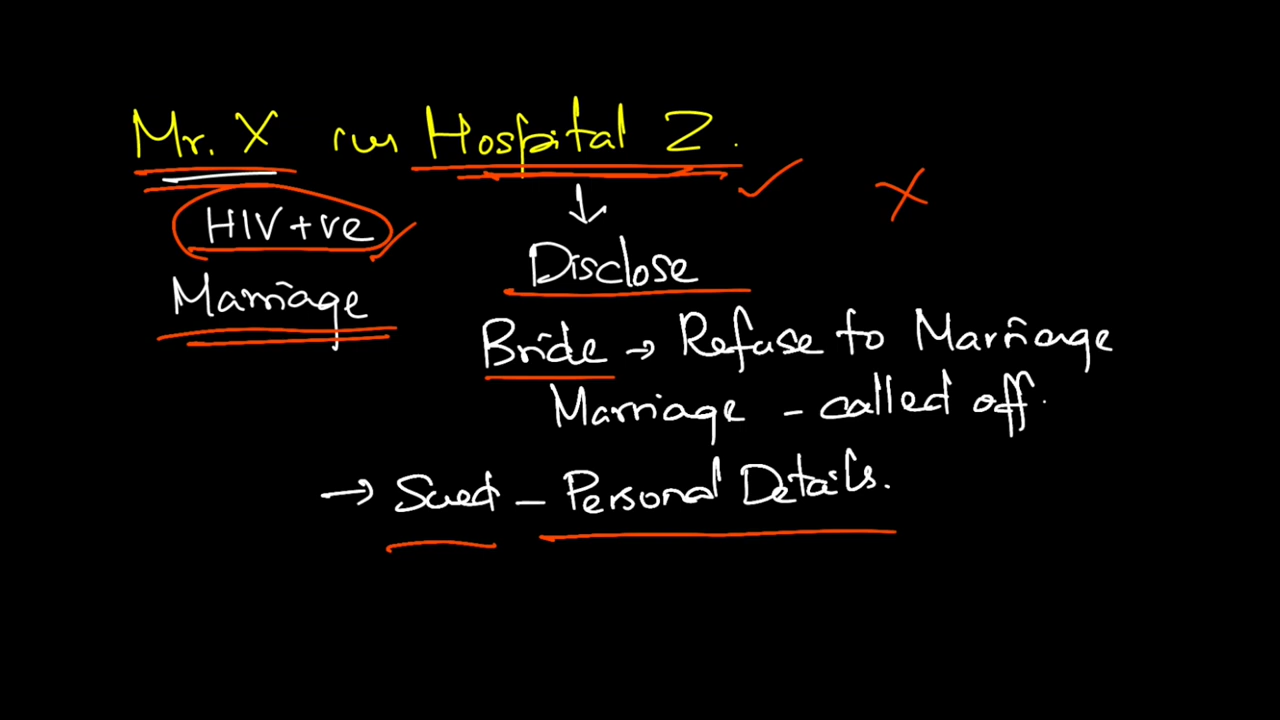 Mr. X vs Hospital Z.
HIV+ve
Disclose
Marriage
Bride → Refuse to Marriage
Marriage - called off.
→ Sued - Personal Details.